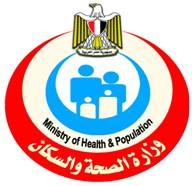 Ministry of Health & Population
وزارة الصحة والسكان